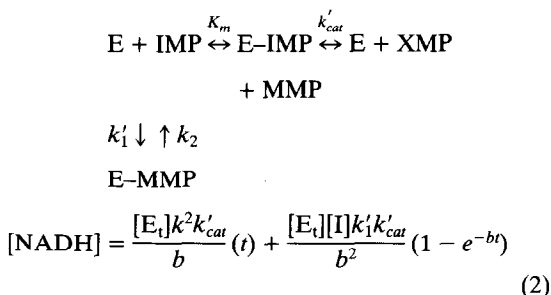 E + IMP ↔ E–IMP ↔ E + XMP
K_m k'_cat
+ MMP
k'_1 ↓ ↑ k_2
E–MMP
[NADH] = [E_t]k^2k'_cat / b (t) + [E_t][I]k'_1k'_cat / b^2 (1 − e^{−bt})
(2)